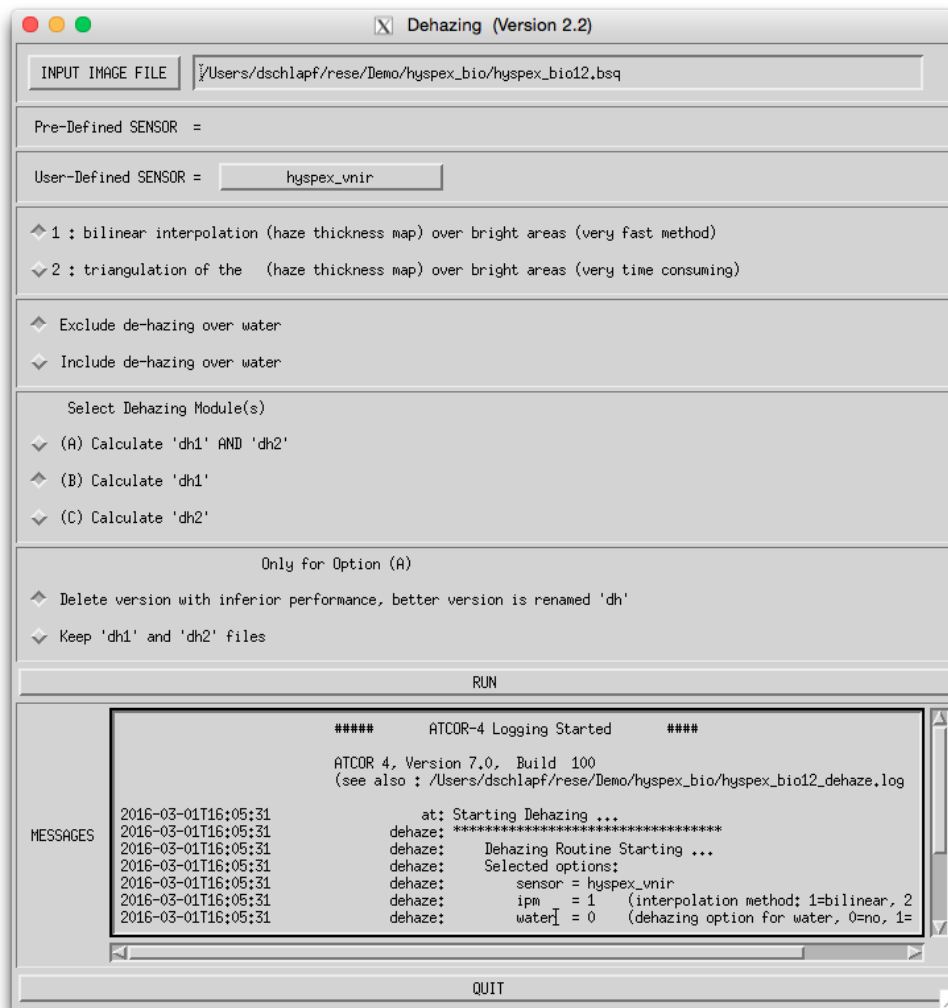 Dehazing (Version 2.2)
INPUT IMAGE FILE /Users/dschlapf/rese/Demo/hyspex_bio/hyspex_bio12.bsq
Pre-Defined SENSOR =
User-Defined SENSOR = hyspex_vnir
1 : bilinear interpolation (haze thickness map) over bright areas (very fast method)
2 : triangulation of the (haze thickness map) over bright areas (very time consuming)
Exclude de-hazing over water
Include de-hazing over water
Select Dehazing Module(s)
(A) Calculate 'dh1' AND 'dh2'
(B) Calculate 'dh1'
(C) Calculate 'dh2'
Only for Option (A)
Delete version with inferior performance, better version is renamed 'dh'
Keep 'dh1' and 'dh2' files
RUN
MESSAGES
##### ATCOR-4 Logging Started ####
ATCOR 4, Version 7.0, Build 100
(see also : /Users/dschlapf/rese/Demo/hyspex_bio/hyspex_bio12_dehaze.log
2016-03-01T16:05:31 at: Starting Dehazing ...
2016-03-01T16:05:31 dehaze: **********************************
2016-03-01T16:05:31 dehaze: Dehazing Routine Starting ...
2016-03-01T16:05:31 dehaze: Selected options:
2016-03-01T16:05:31 dehaze: sensor = hyspex_vnir
2016-03-01T16:05:31 dehaze: ipm = 1 (interpolation method: 1=bilinear, 2
2016-03-01T16:05:31 dehaze: water = 0 (dehazing option for water, 0=no, 1=
QUIT